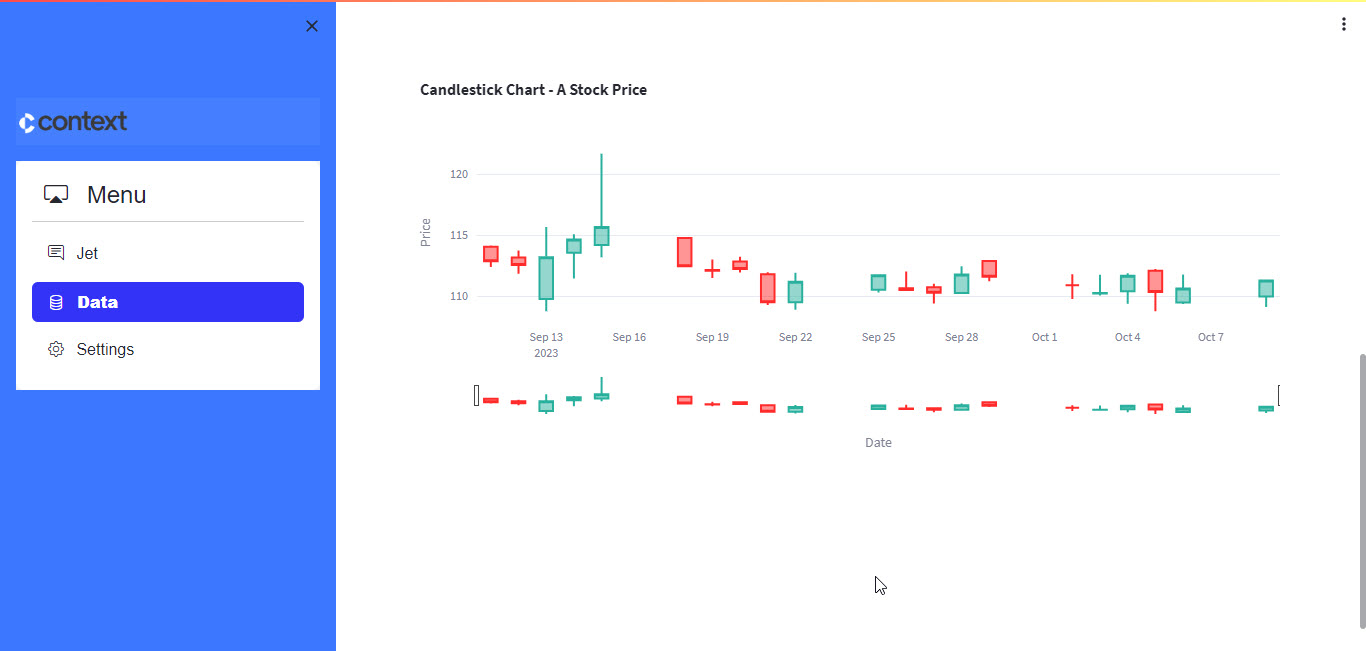 context
Menu
Jet
Data
Settings
Candlestick Chart - A Stock Price
Price
120
115
110
Sep 13
2023
Sep 16
Sep 19
Sep 22
Sep 25
Sep 28
Oct 1
Oct 4
Oct 7
Date